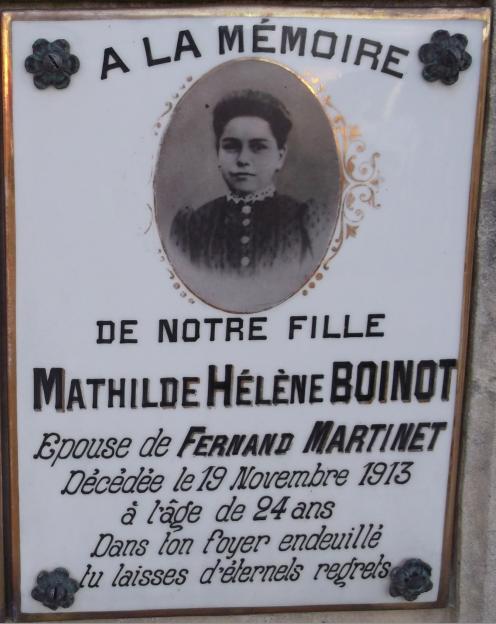 A LA MÉMOIRE
DE NOTRE FILLE
MATHILDE HÉLÈNE BOINOT
Epouse de FERNAND MARTINET
Décédée le 19 Novembre 1913
à l'âge de 24 ans
Dans ton foyer endeuillé
tu laisses d'éternels regrets